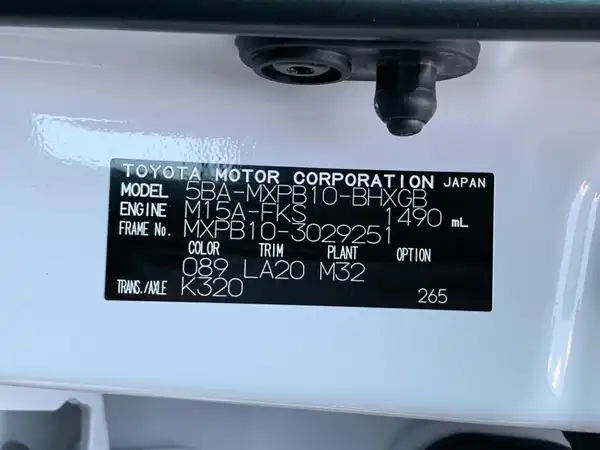 TOYOTA MOTOR CORPORATION JAPAN
MODEL 5BA-MXPB10-BHXGB
ENGINE M15A-FKS 1490 mL
FRAME No. MXPB10-3029251
COLOR TRIM PLANT OPTION
089 LA20 M32
TRANS./AXLE K320 265